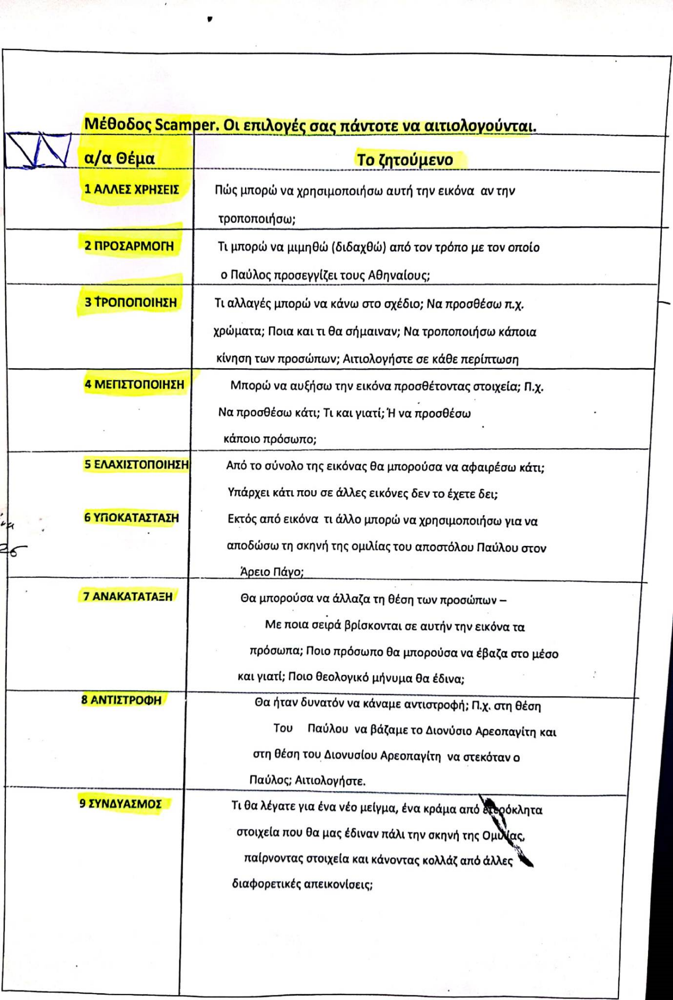 Μέθοδος Scamper. Οι επιλογές σας πάντοτε να αιτιολογούνται.
α/α Θέμα Το ζητούμενο
1 ΑΛΛΕΣ ΧΡΗΣΕΙΣ Πώς μπορώ να χρησιμοποιήσω αυτή την εικόνα αν την
τροποποιήσω;
2 ΠΡΟΣΑΡΜΟΓΗ Τι μπορώ να μιμηθώ (διδαχθώ) από τον τρόπο με τον οποίο
ο Παύλος προσεγγίζει τους Αθηναίους;
3 ΤΡΟΠΟΠΟΙΗΣΗ Τι αλλαγές μπορώ να κάνω στο σχέδιο; Να προσθέσω π.χ.
χρώματα; Ποια και τι θα σήμαιναν; Να τροποποιήσω κάποια
κίνηση των προσώπων; Αιτιολογήστε σε κάθε περίπτωση
4 ΜΕΓΙΣΤΟΠΟΙΗΣΗ Μπορώ να αυξήσω την εικόνα προσθέτοντας στοιχεία; Π.χ.
Να προσθέσω κάτι; Τι και γιατί; Ή να προσθέσω
κάποιο πρόσωπο;
5 ΕΛΑΧΙΣΤΟΠΟΙΗΣΗ Από το σύνολο της εικόνας θα μπορούσα να αφαιρέσω κάτι;
Υπάρχει κάτι που σε άλλες εικόνες δεν το έχετε δει;
6 ΥΠΟΚΑΤΑΣΤΑΣΗ Εκτός από εικόνα τι άλλο μπορώ να χρησιμοποιήσω για να
αποδώσω τη σκηνή της ομιλίας του αποστόλου Παύλου στον
Άρειο Πάγο;
7 ΑΝΑΚΑΤΑΤΑΞΗ Θα μπορούσα να άλλαζα τη θέση των προσώπων –
Με ποια σειρά βρίσκονται σε αυτήν την εικόνα τα
πρόσωπα; Ποιο πρόσωπο θα μπορούσα να έβαζα στο μέσο
και γιατί; Ποιο θεολογικό μήνυμα θα έδινα;
8 ΑΝΤΙΣΤΡΟΦΗ Θα ήταν δυνατόν να κάναμε αντιστροφή; Π.χ. στη θέση
Του Παύλου να βάζαμε το Διονύσιο Αρεοπαγίτη και
στη θέση του Διονυσίου Αρεοπαγίτη να στεκόταν ο
Παύλος; Αιτιολογήστε.
9 ΣΥΝΔΥΑΣΜΟΣ Τι θα λέγατε για ένα νέο μείγμα, ένα κράμα από ετερόκλητα
στοιχεία που θα μας έδιναν πάλι την σκηνή της Ομιλίας,
παίρνοντας στοιχεία και κάνοντας κολλάζ από άλλες
διαφορετικές απεικονίσεις;